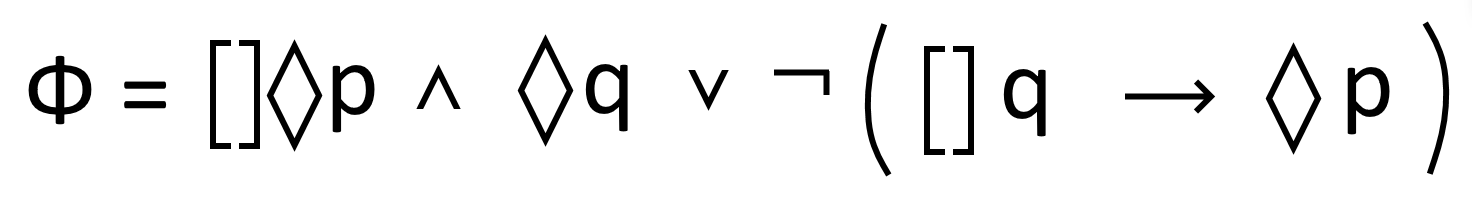 Φ = []◊p ∧ ◊q ∨ ¬([]q → ◊p)